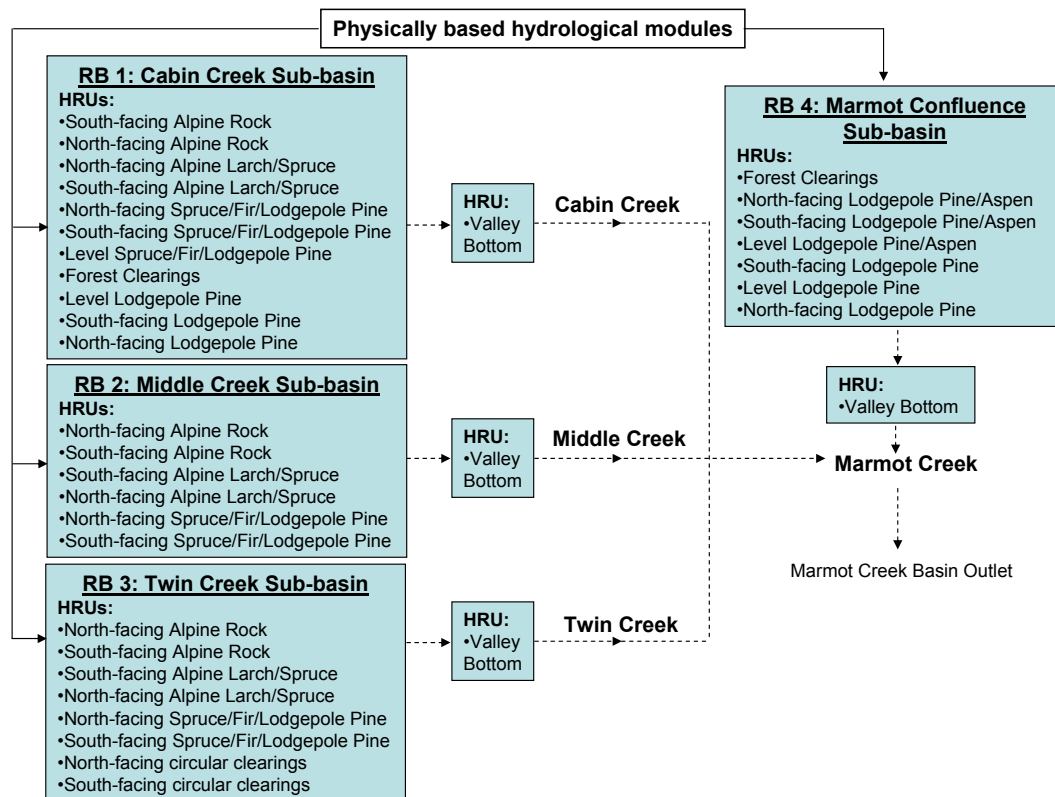 Physically based hydrological modules
RB 1: Cabin Creek Sub-basin
HRUs:
•South-facing Alpine Rock
•North-facing Alpine Rock
•North-facing Alpine Larch/Spruce
•South-facing Alpine Larch/Spruce
•North-facing Spruce/Fir/Lodgepole Pine
•South-facing Spruce/Fir/Lodgepole Pine
•Level Spruce/Fir/Lodgepole Pine
•Forest Clearings
•Level Lodgepole Pine
•South-facing Lodgepole Pine
•North-facing Lodgepole Pine
HRU:
•Valley
Bottom
Cabin Creek
RB 2: Middle Creek Sub-basin
HRUs:
•North-facing Alpine Rock
•South-facing Alpine Rock
•South-facing Alpine Larch/Spruce
•North-facing Alpine Larch/Spruce
•North-facing Spruce/Fir/Lodgepole Pine
•South-facing Spruce/Fir/Lodgepole Pine
HRU:
•Valley
Bottom
Middle Creek
RB 3: Twin Creek Sub-basin
HRUs:
•North-facing Alpine Rock
•South-facing Alpine Rock
•South-facing Alpine Larch/Spruce
•North-facing Alpine Larch/Spruce
•North-facing Spruce/Fir/Lodgepole Pine
•South-facing Spruce/Fir/Lodgepole Pine
•North-facing circular clearings
•South-facing circular clearings
HRU:
•Valley
Bottom
Twin Creek
RB 4: Marmot Confluence
Sub-basin
HRUs:
•Forest Clearings
•North-facing Lodgepole Pine/Aspen
•South-facing Lodgepole Pine/Aspen
•Level Lodgepole Pine/Aspen
•South-facing Lodgepole Pine
•Level Lodgepole Pine
•North-facing Lodgepole Pine
HRU:
•Valley Bottom
Marmot Creek
Marmot Creek Basin Outlet